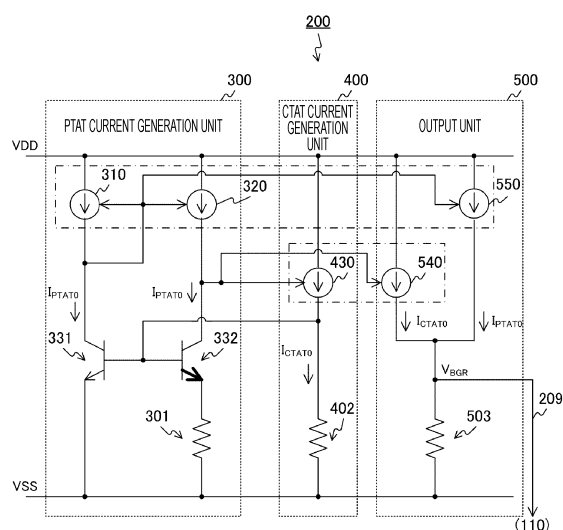 200
300
400
500
PTAT CURRENT GENERATION UNIT
CTAT CURRENT
GENERATION
UNIT
OUTPUT UNIT
VDD
310
320
550
430
540
IPTAT0
IPTAT0
ICTAT0
IPTAT0
331
332
ICTAT0
VBGR
209
301
402
503
VSS
(110)